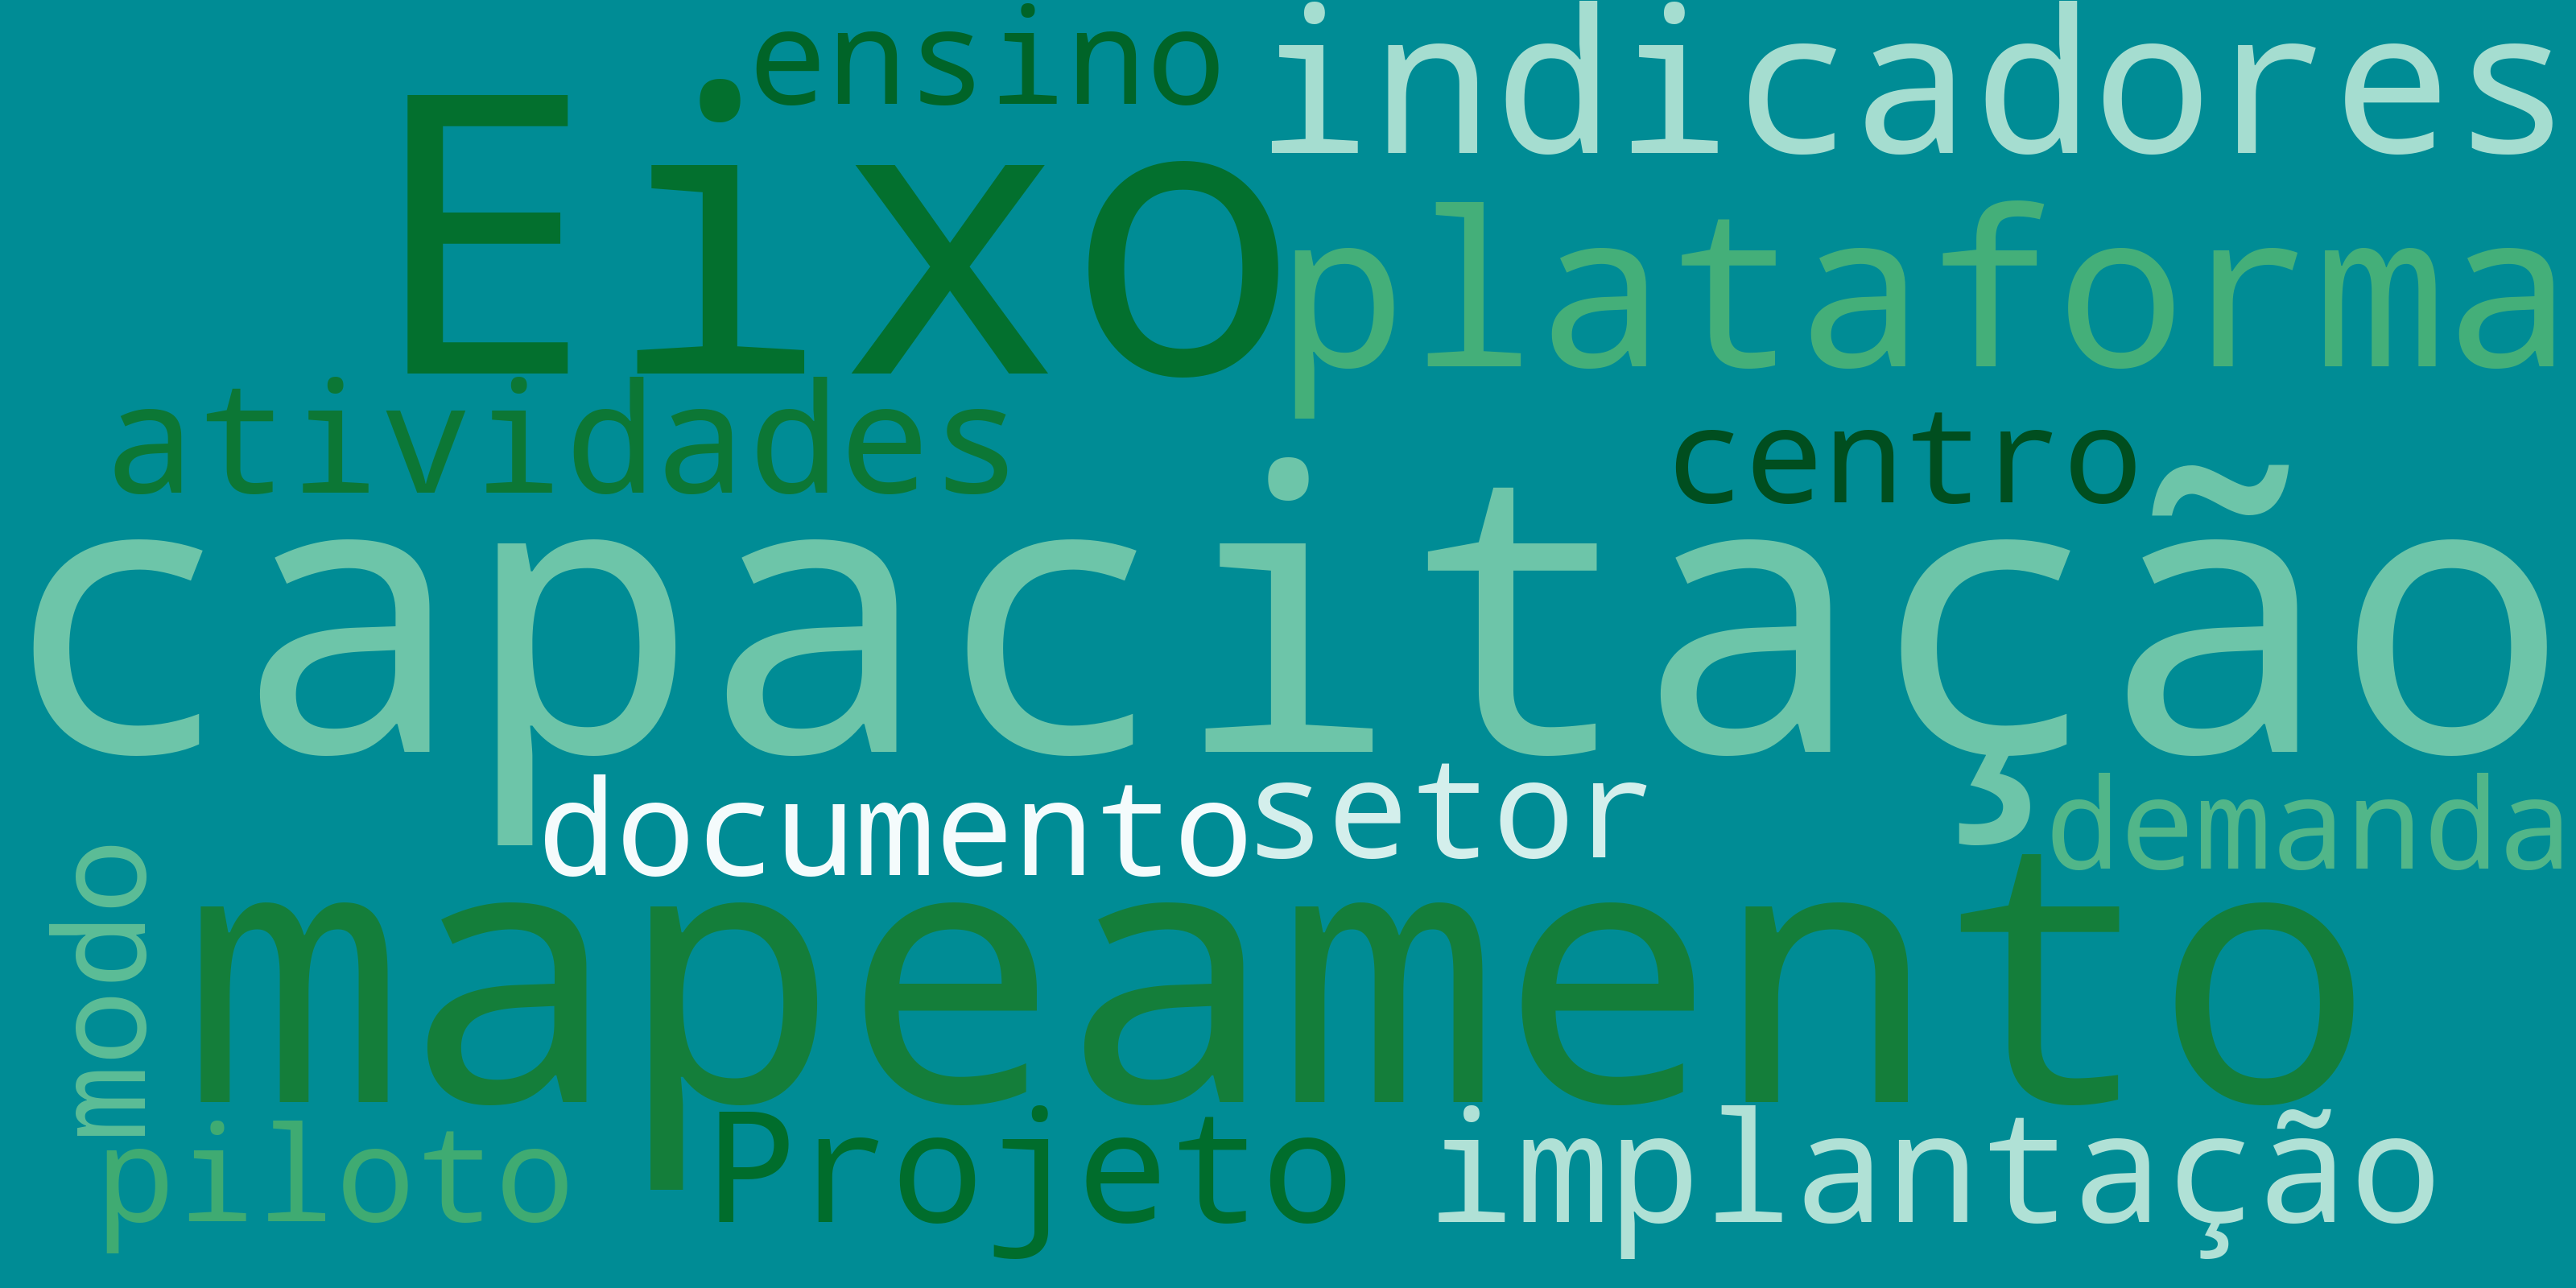 ensino
indicadores
Eixo
plataforma
atividades
centro
capacitação
documento
setor
demanda
modo
mapeamento
piloto
Projeto
implantação